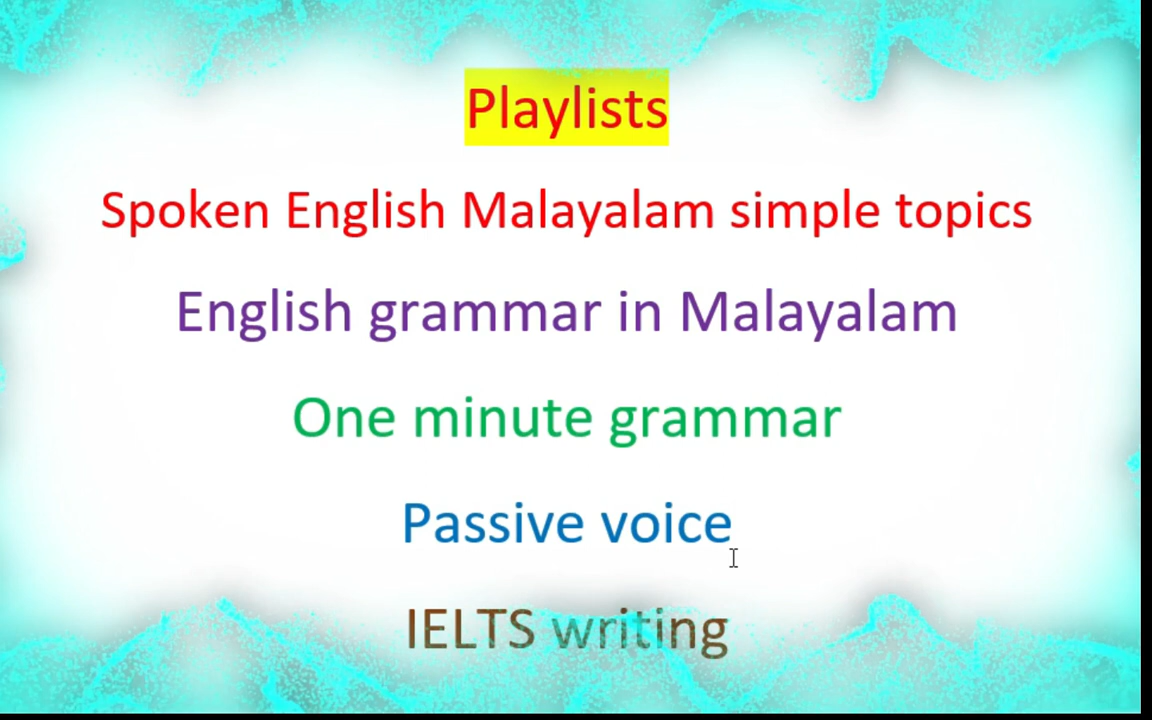 Playlists
Spoken English Malayalam simple topics
English grammar in Malayalam
One minute grammar
Passive voice
IELTS writing